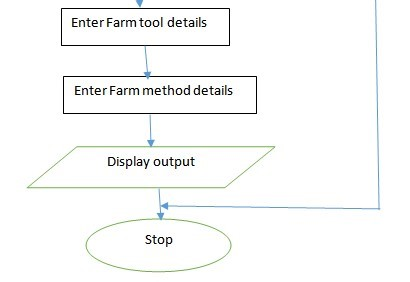 Enter Farm tool details
Enter Farm method details
Display output
Stop